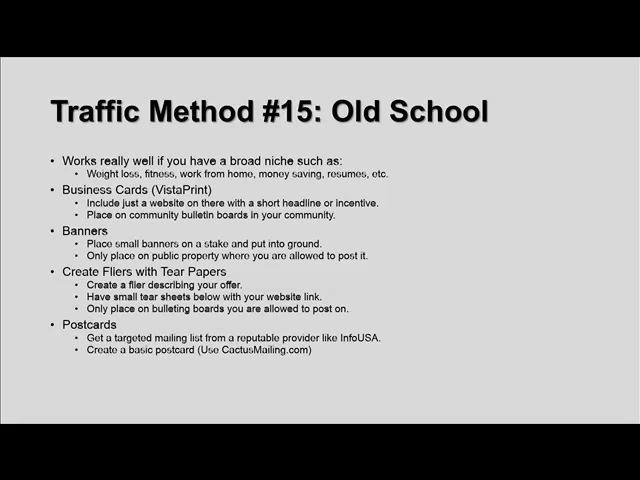 Traffic Method #15: Old School
• Works really well if you have a broad niche such as:
• Weight loss, fitness, work from home, money saving, resumes, etc.
• Business Cards (VistaPrint)
• Include just a website on there with a short headline or incentive.
• Place on community bulletin boards in your community.
• Banners
• Place small banners on a stake and put into ground.
• Only place on public property where you are allowed to post it.
• Create Fliers with Tear Papers
• Create a flier describing your offer.
• Have small tear sheets below with your website link.
• Only place on bulleting boards you are allowed to post on.
• Postcards
• Get a targeted mailing list from a reputable provider like InfoUSA.
• Create a basic postcard (Use CactusMailing.com)